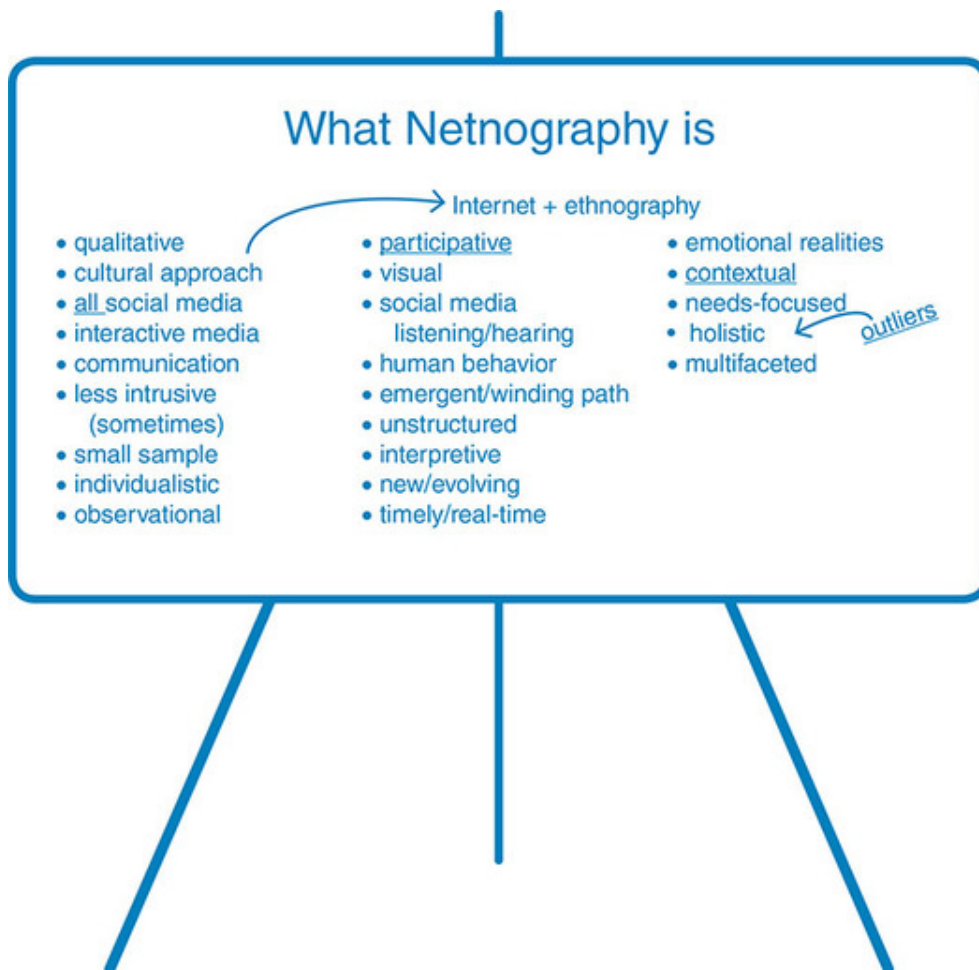 What Netnography is
Internet + ethnography
• qualitative
• cultural approach
• all social media
• interactive media
• communication
• less intrusive
(sometimes)
• small sample
• individualistic
• observational
• participative
• visual
• social media
listening/hearing
• human behavior
• emergent/winding path
• unstructured
• interpretive
• new/evolving
• timely/real-time
• emotional realities
• contextual
• needs-focused
• holistic
outliers
• multifaceted